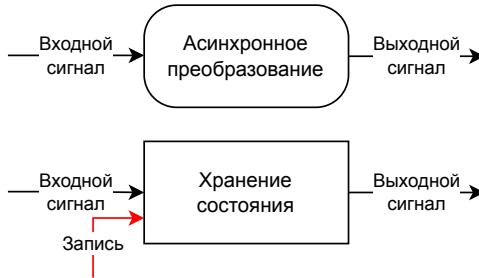 Входной
сигнал
Асинхронное
преобразование
Выходной
сигнал
Входной
сигнал
Хранение
состояния
Выходной
сигнал
Запись